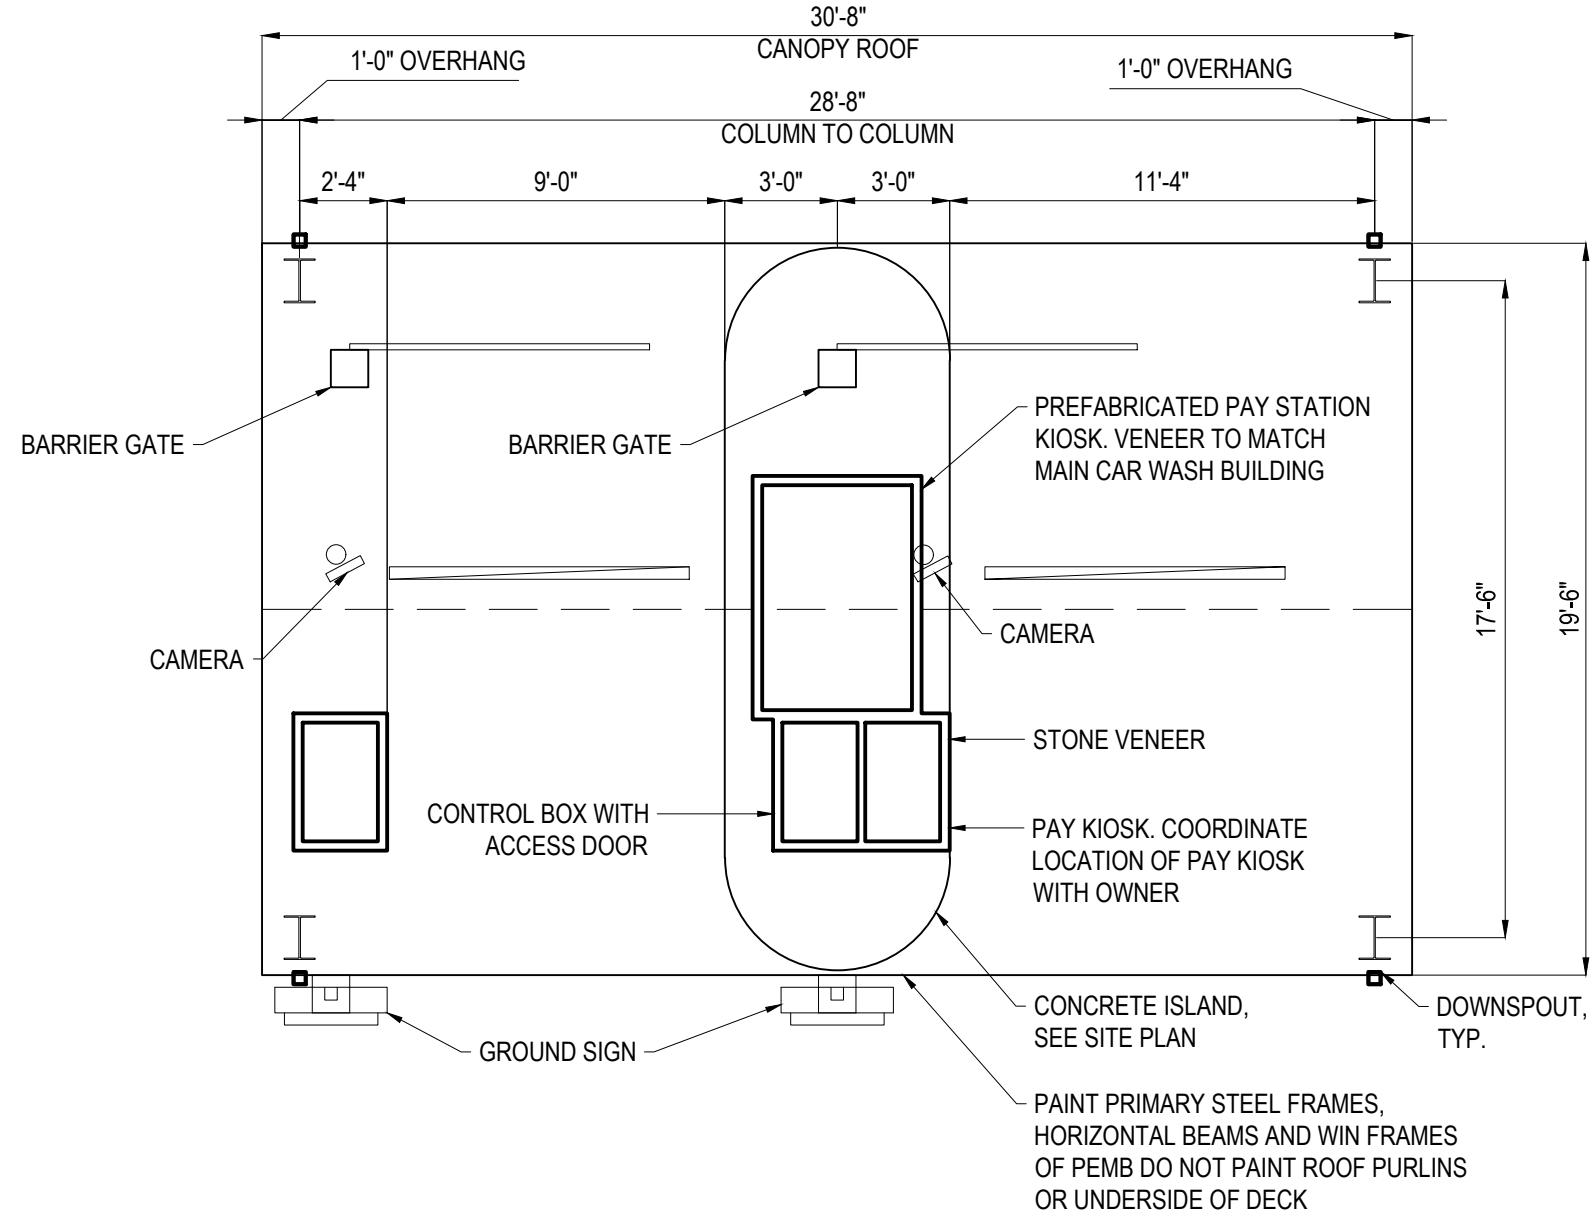 30'-8"
CANOPY ROOF
1'-0" OVERHANG
1'-0" OVERHANG
28'-8"
COLUMN TO COLUMN
2'-4"
9'-0"
3'-0"
3'-0"
11'-4"
BARRIER GATE
BARRIER GATE
PREFABRICATED PAY STATION
KIOSK. VENEER TO MATCH
MAIN CAR WASH BUILDING
17'-6"
19'-6"
CAMERA
CAMERA
STONE VENEER
CONTROL BOX WITH
ACCESS DOOR
PAY KIOSK. COORDINATE
LOCATION OF PAY KIOSK
WITH OWNER
CONCRETE ISLAND,
SEE SITE PLAN
DOWNSPOUT,
TYP.
GROUND SIGN
PAINT PRIMARY STEEL FRAMES,
HORIZONTAL BEAMS AND WIN FRAMES
OF PEMB DO NOT PAINT ROOF PURLINS
OR UNDERSIDE OF DECK